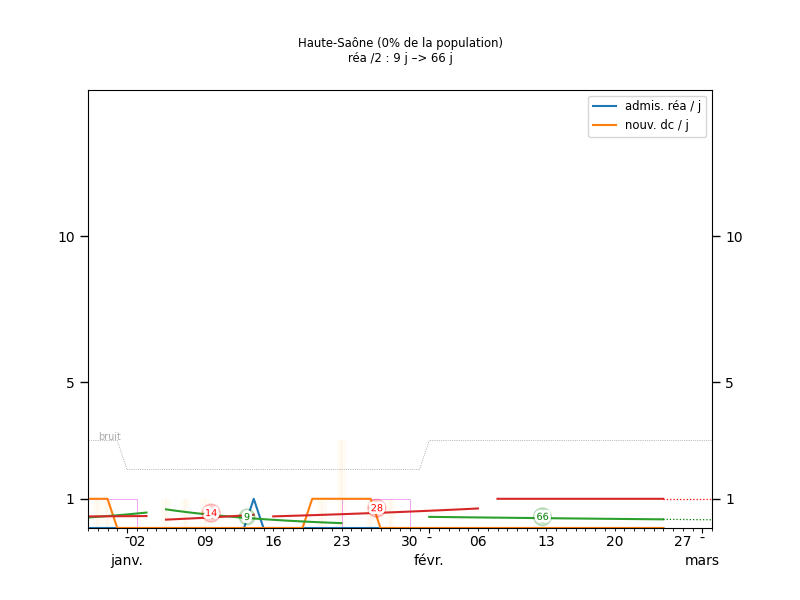 Haute-Saône (0% de la population)
réa /2 : 9 j –> 66 j
admis. réa / j
nouv. dc / j
10 10
5 5
bruit
1 1
14 9 28 66
02 09 16 23 30 06 13 20 27
janv. févr. mars